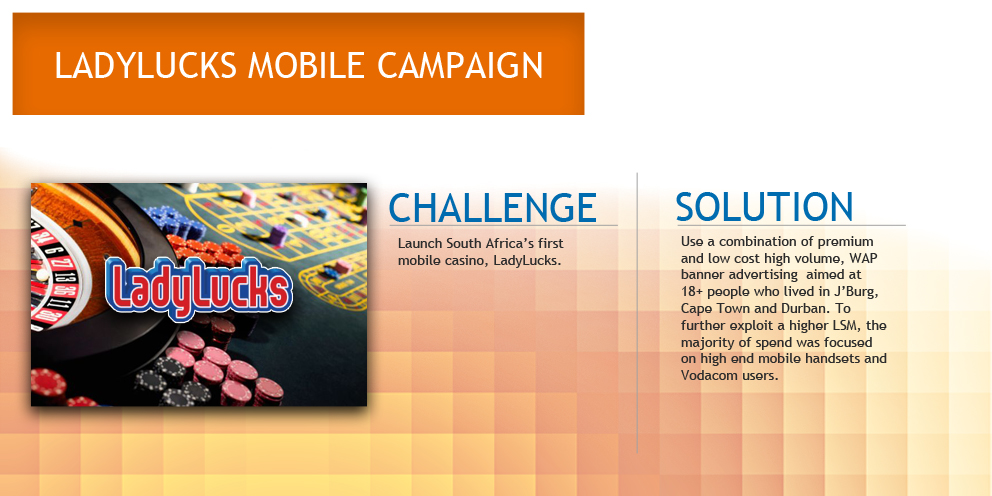 LADYLUCKS MOBILE CAMPAIGN
LadyLucks
CHALLENGE
Launch South Africa's first
mobile casino, LadyLucks.
SOLUTION
Use a combination of premium
and low cost high volume, WAP
banner advertising aimed at
18+ people who lived in J'Burg,
Cape Town and Durban. To
further exploit a higher LSM, the
majority of spend was focused
on high end mobile handsets and
Vodacom users.